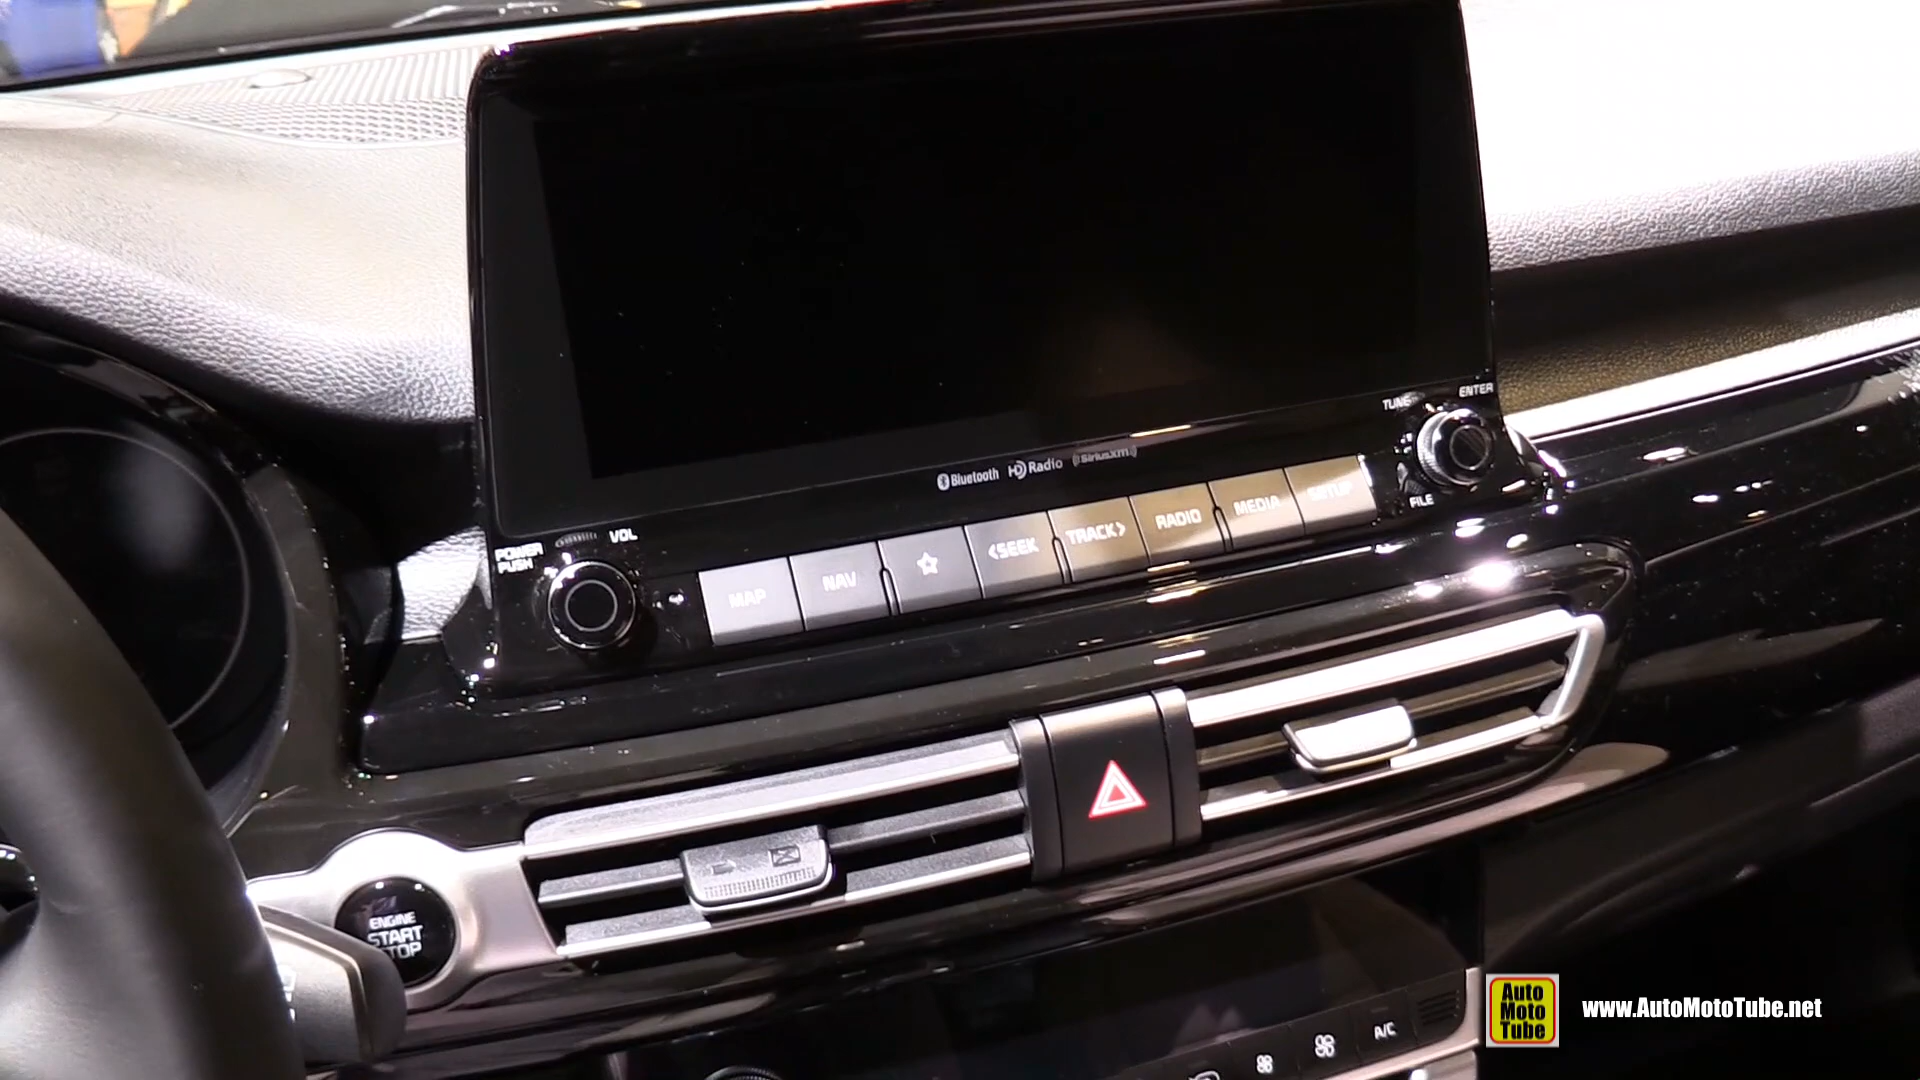 ENTER
TUNE
FILE
Bluetooth HD Radio ((SiriusXM))
VOL
POWER
PUSH
MAP NAV <SEEK TRACK> RADIO MEDIA SETUP
ENGINE
START
STOP
A/C
Auto
Moto
Tube
www.AutoMotoTube.net